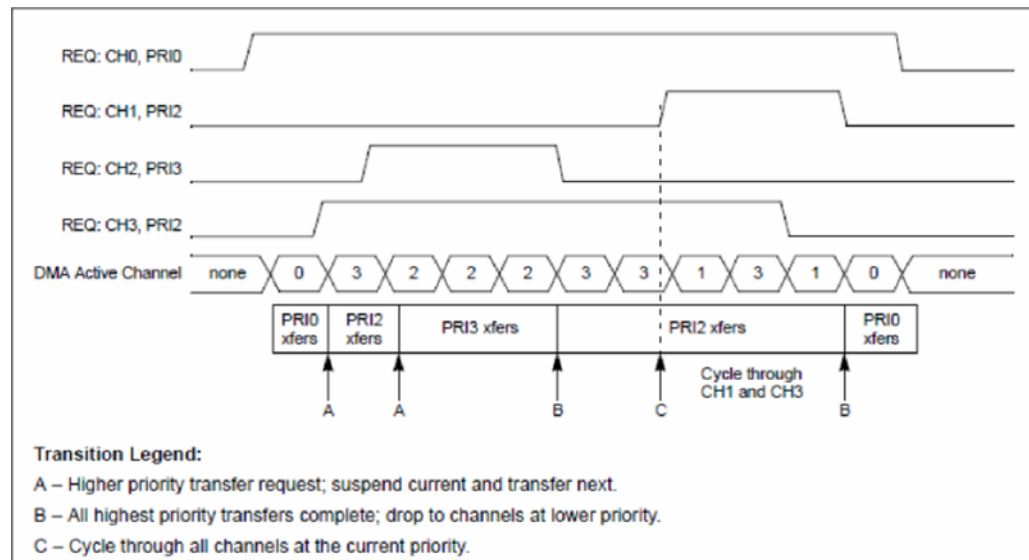 REQ: CH0, PRI0
REQ: CH1, PRI2
REQ: CH2, PRI3
REQ: CH3, PRI2
DMA Active Channel none 0 3 2 2 2 3 3 1 3 1 0 none
PRI0 xfers
PRI2 xfers
PRI3 xfers
PRI2 xfers
PRI0 xfers
Cycle through
CH1 and CH3
A A B C B
Transition Legend:
A – Higher priority transfer request; suspend current and transfer next.
B – All highest priority transfers complete; drop to channels at lower priority.
C – Cycle through all channels at the current priority.